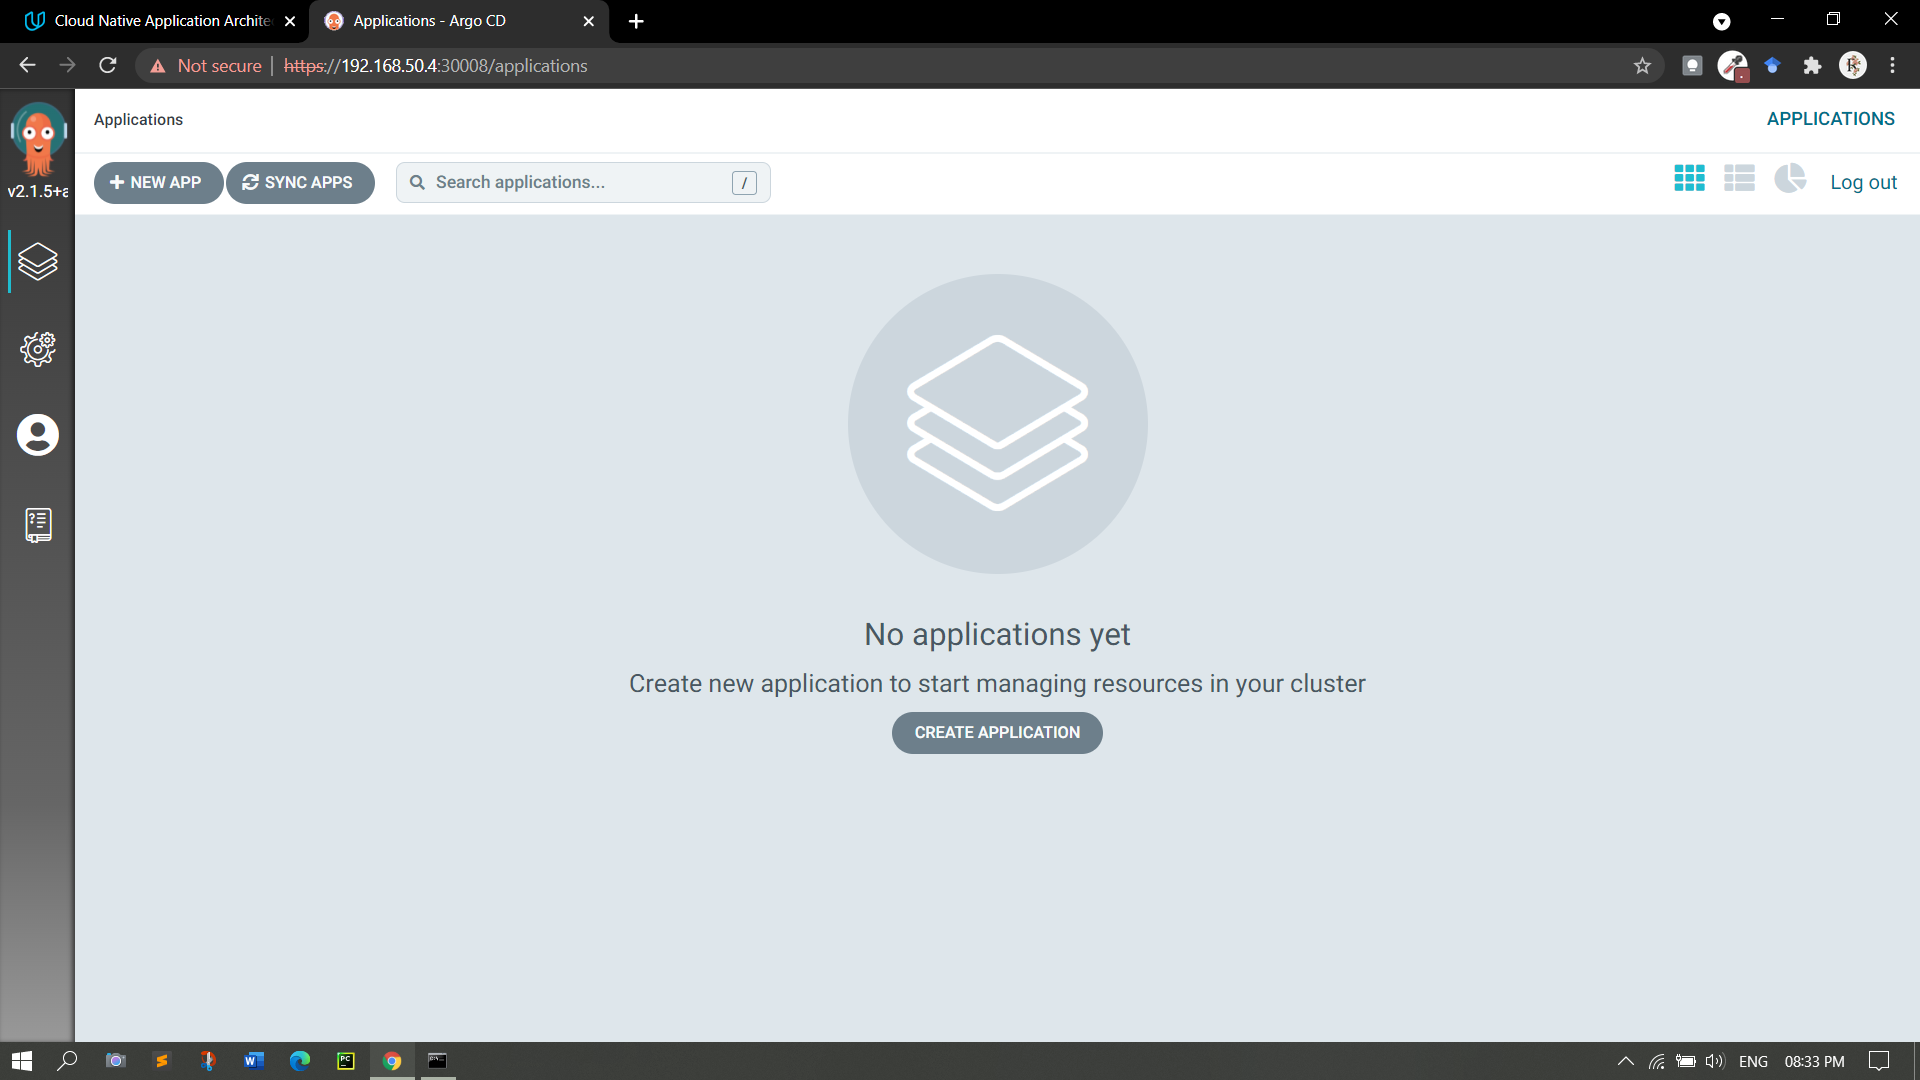 Cloud Native Application Archite
Applications - Argo CD
Not secure | https://192.168.50.4:30008/applications
v2.1.5+a
Applications
APPLICATIONS
+ NEW APP
SYNC APPS
Search applications...
/
Log out
No applications yet
Create new application to start managing resources in your cluster
CREATE APPLICATION
ENG
08:33 PM